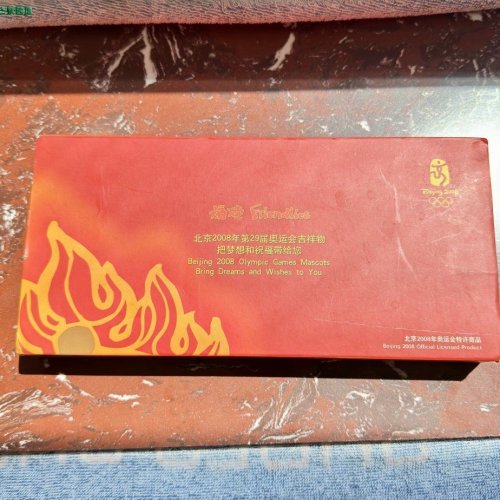 福娃 Friendlies
北京2008年第29届奥运会吉祥物
把梦想和祝福带给您
Beijing 2008 Olympic Games Mascots
Bring Dreams and Wishes to You
Beijing 2008
北京2008年奥运会特许商品
Beijing 2008 Official Licensed Product